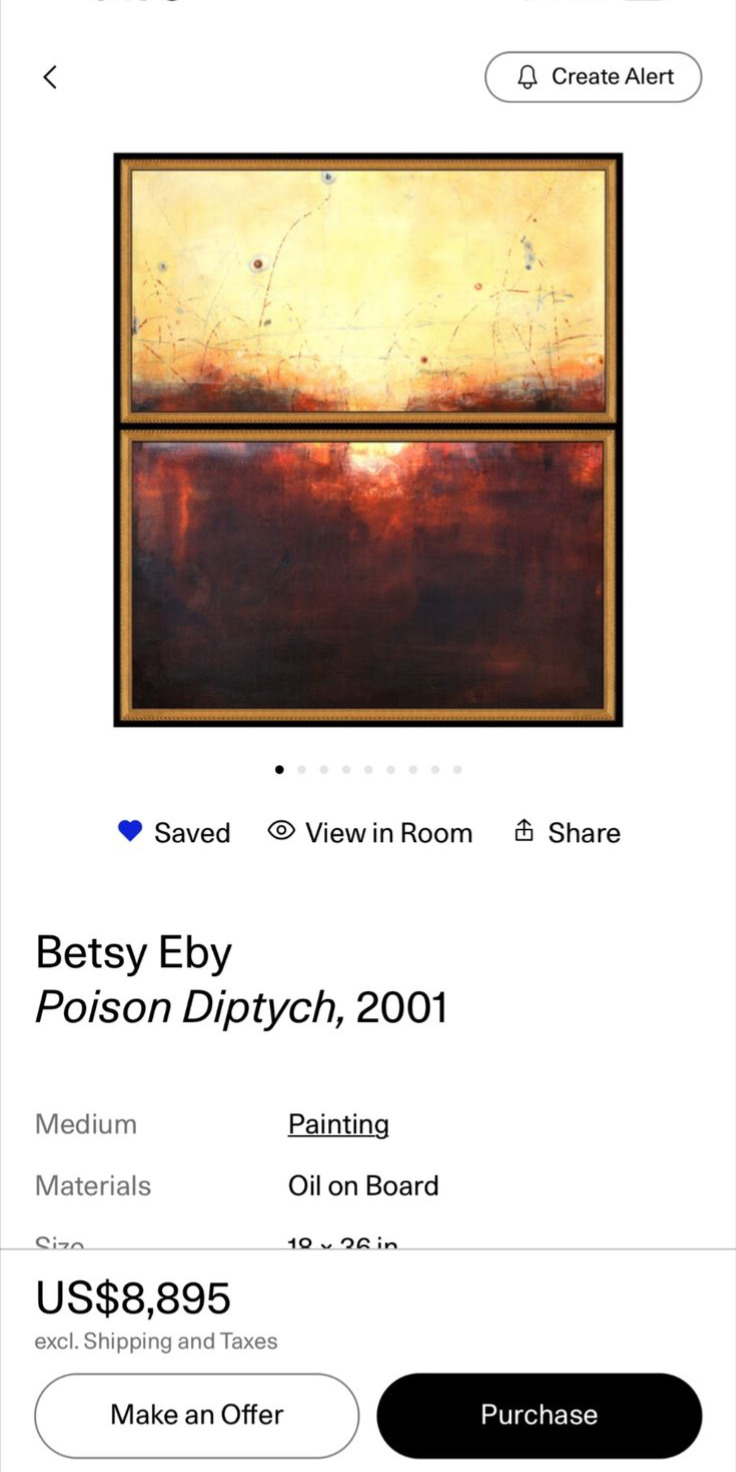 Create Alert
Saved
View in Room
Share
Betsy Eby
Poison Diptych, 2001
Medium
Painting
Materials
Oil on Board
Size
18 × 36 in
US$8,895
excl. Shipping and Taxes
Make an Offer
Purchase